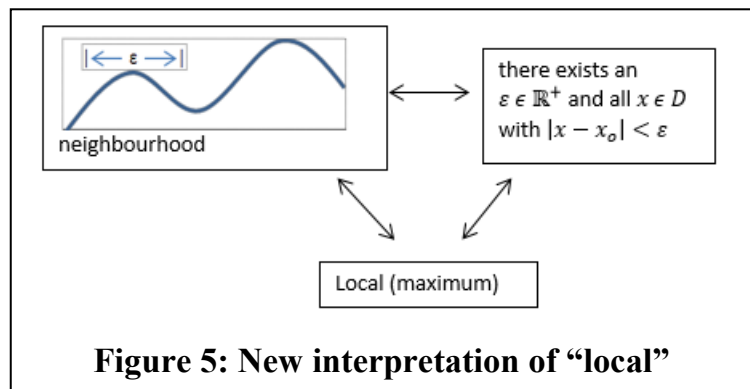 |← ε →|
neighbourhood
there exists an
ε ϵ ℝ⁺ and all x ϵ D
with |x − xₒ| < ε
Local (maximum)
Figure 5: New interpretation of “local”